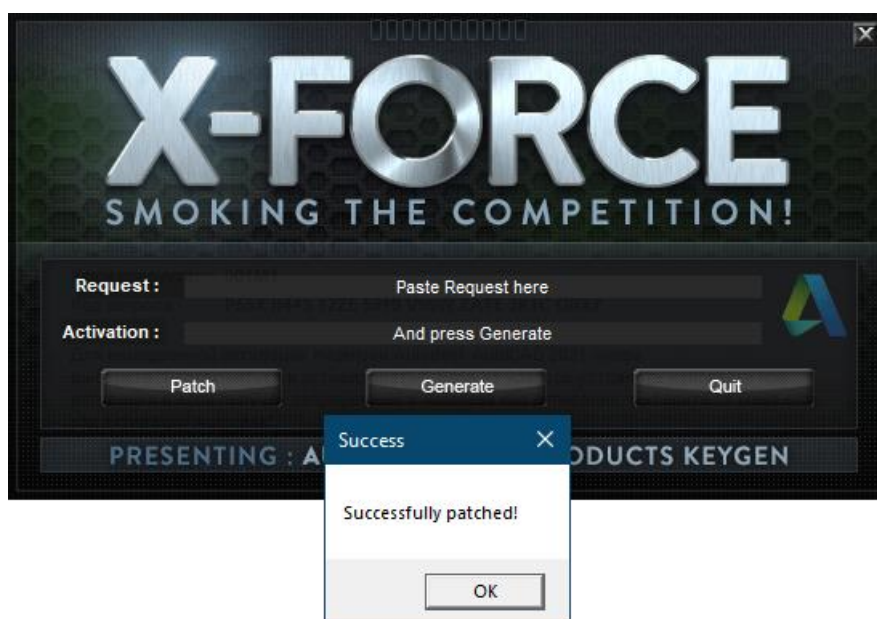 X-FORCE
SMOKING THE COMPETITION!
Request :
Paste Request here
Activation :
And press Generate
Patch
Generate
Quit
PRESENTING :
KEYGEN
Success
Successfully patched!
OK